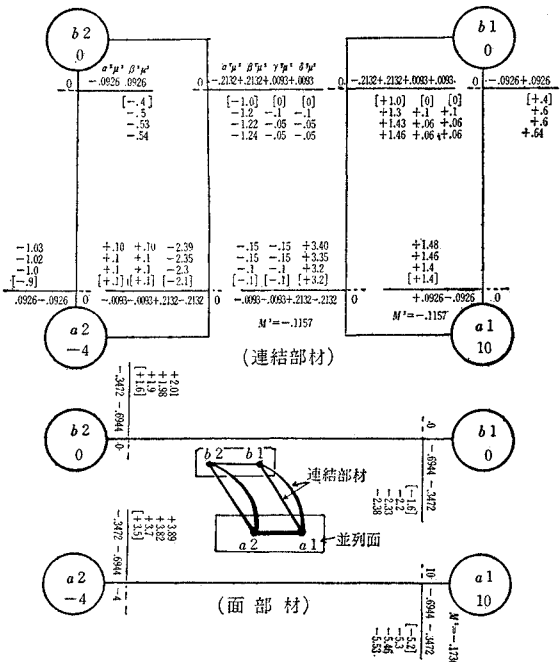 b2
0
b1
0
α²μ² β²μ²
α²μ² β²μ² γ²μ² δ²μ²
0 -.0926 .0926
0 -.2132+.2132+.0093+.0093
0 -.2132+.2132+.0093+.0093
0 -.0926+.0926
[-.4]
-.5
-.53
-.54
[-1.0] [0] [0]
-1.2 -.1 -.1
-1.22 -.05 -.05
-1.24 -.05 -.05
[+1.0] [0] [0]
+1.3 +.1 +.1
+1.43 +.06 +.06
+1.46 +.06 +.06
[+.4]
+.6
+.6
+.64
-1.03
-1.02
-1.0
[-.9]
+.10 +.10 -2.39
+.1 +.1 -2.35
+.1 +.1 -2.3
[+.1] [+.1] [-2.1]
-.15 -.15 +3.40
-.15 -.15 +3.35
-.1 -.1 +3.2
[-.1] [-.1] [+3.2]
+1.48
+1.46
+1.4
[+1.4]
.0926-.0926 0
-.0093-.0093+.2132-.2132
-.0093-.0093+.2132-.2132 0
+.0926-.0926 .0
M²=-.1157
M²=-.1157
a2
-4
a1
10
(連結部材)
+2.01
+1.98
+1.9
[+1.6]
-.3472 -.6944 -0-
b2
0
b1
0
-0 -.6944 -.3472
[-1.6]
-2.2
-2.33
-2.38
b2 b1
連結部材
a2 a1
並列面
+3.89
+3.82
+3.7
[+3.5]
-.3472 -.6944 -4
a2
-4
a1
10
10 -.6944 -.3472
[-5.2]
-5.3
-5.46
-5.53
(面部材)